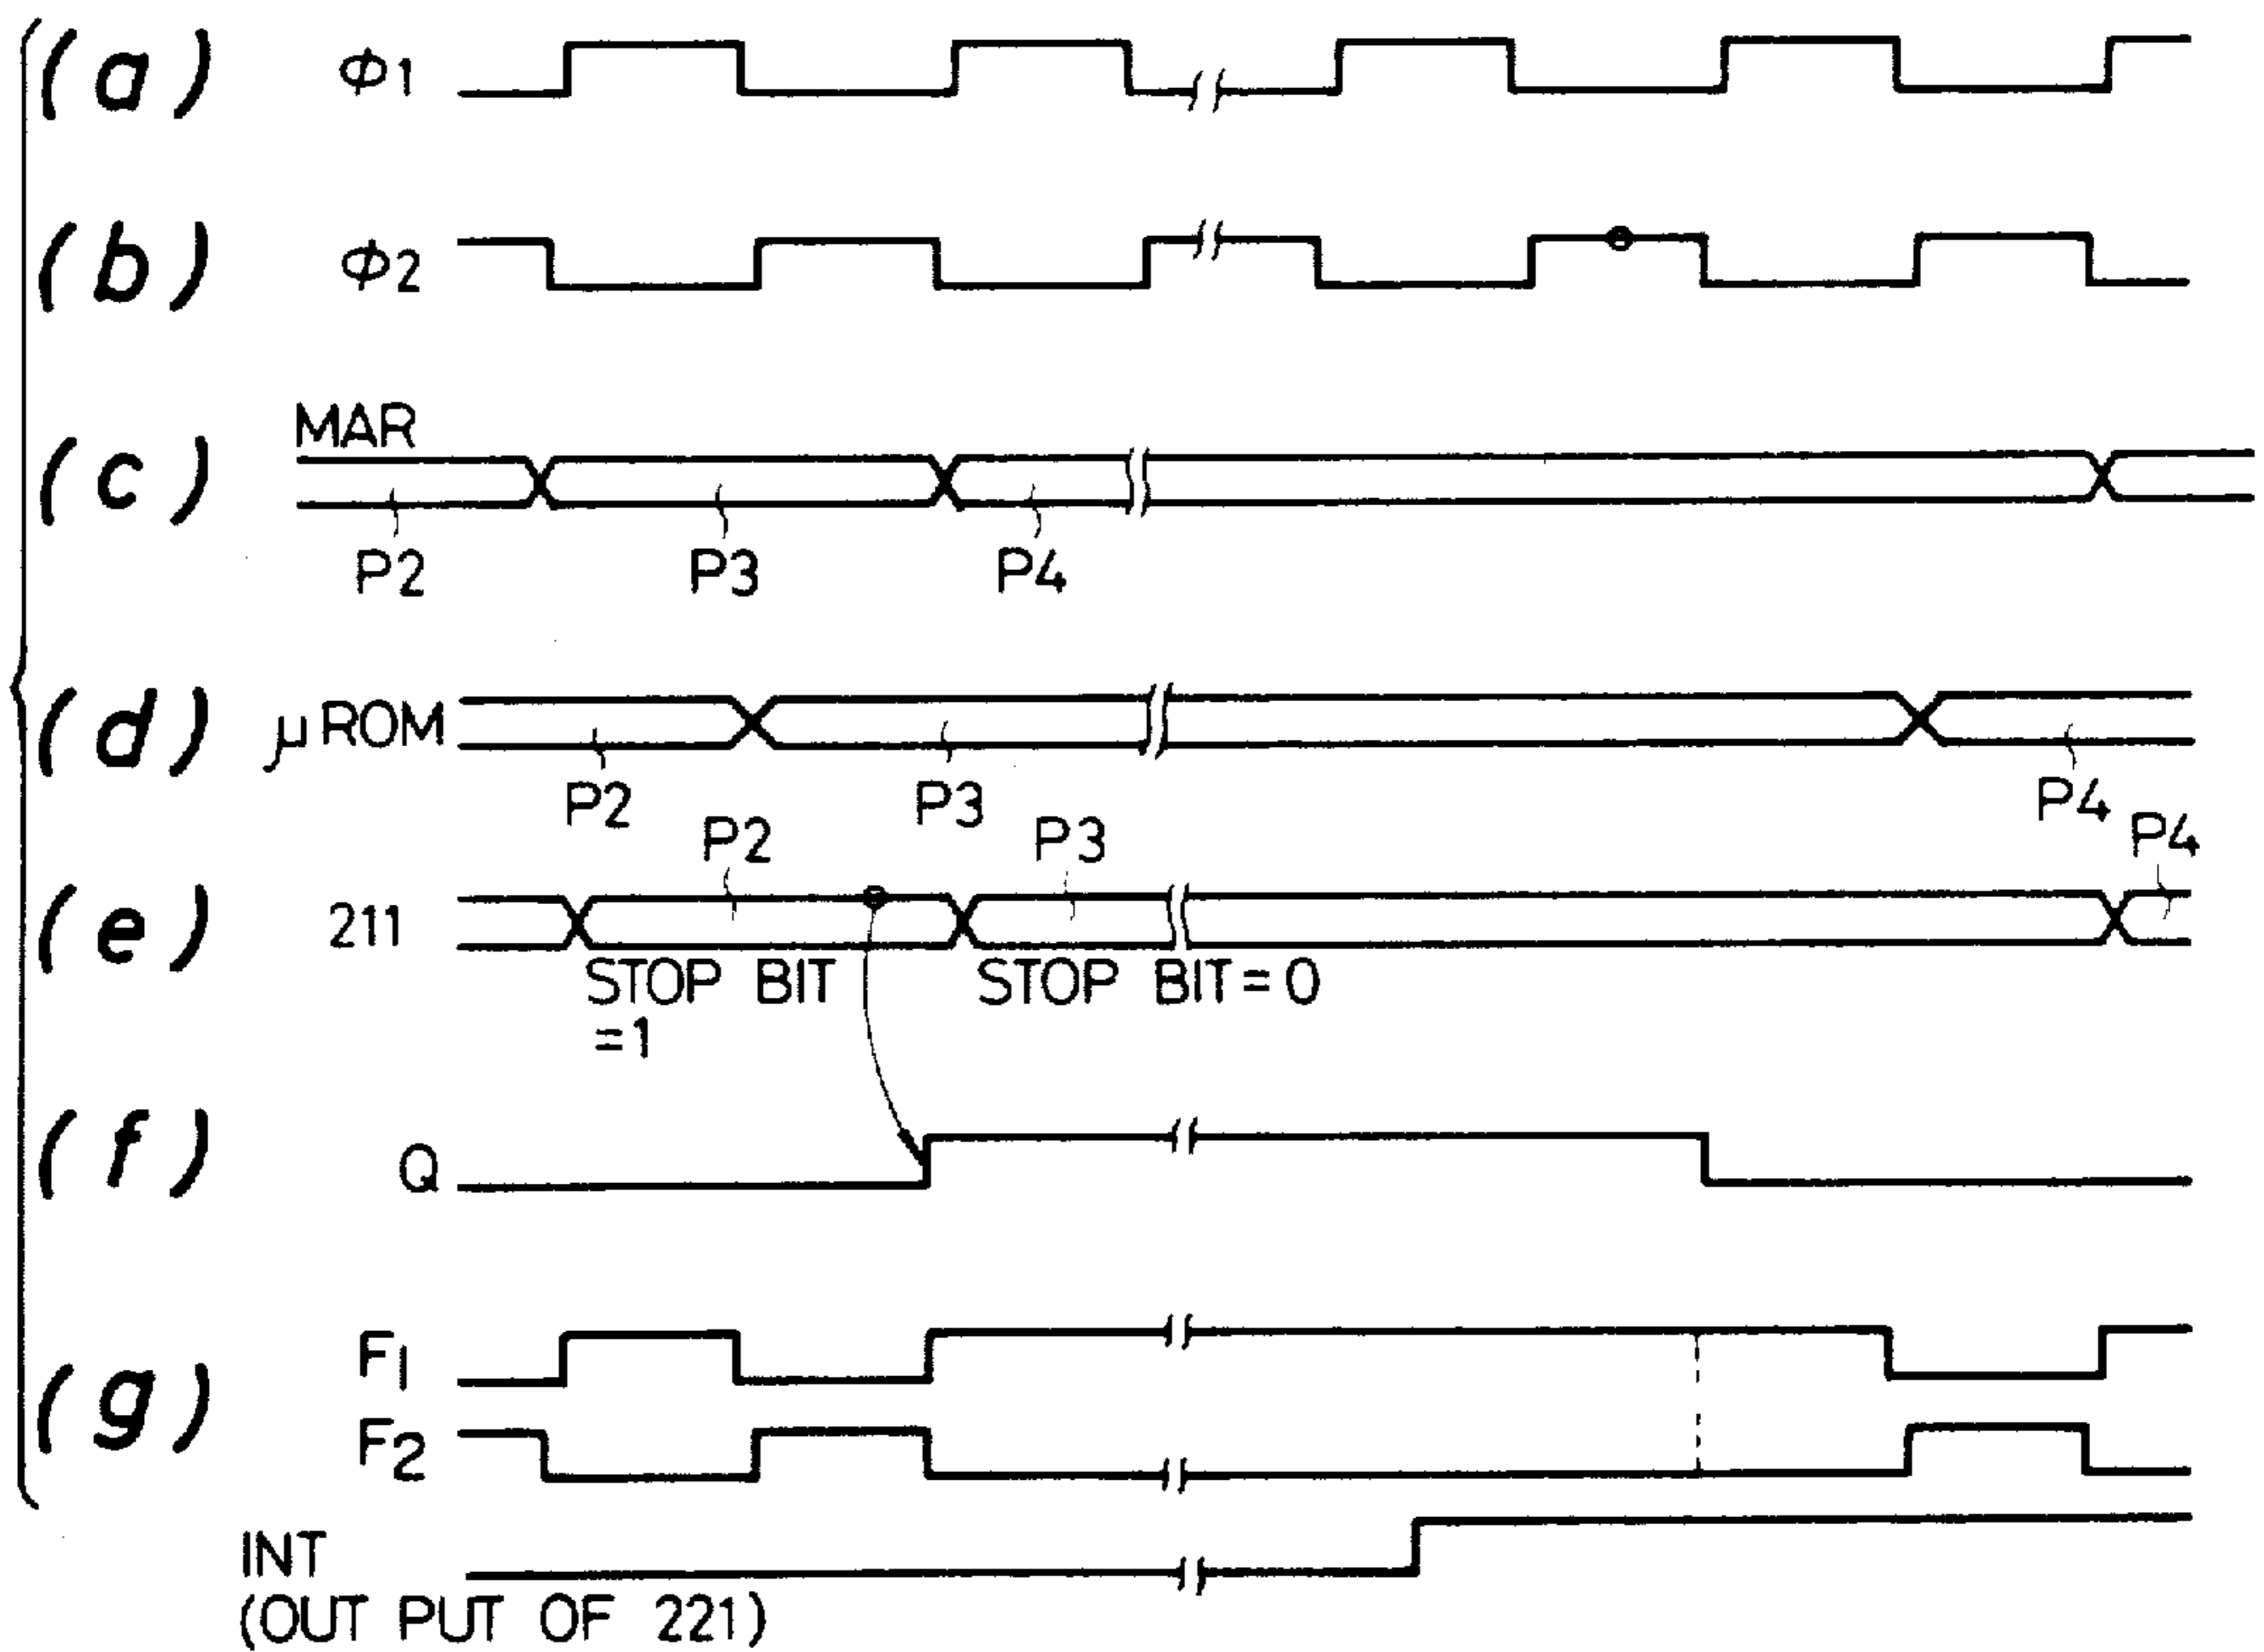 (a) Φ1
(b) Φ2
(c) MAR
P2 P3 P4
(d) μROM
P2 P3 P4
P2 P3 P4
(e) 211
STOP BIT
=1
STOP BIT=0
(f) Q
(g) F1
F2
INT
(OUT PUT OF 221)